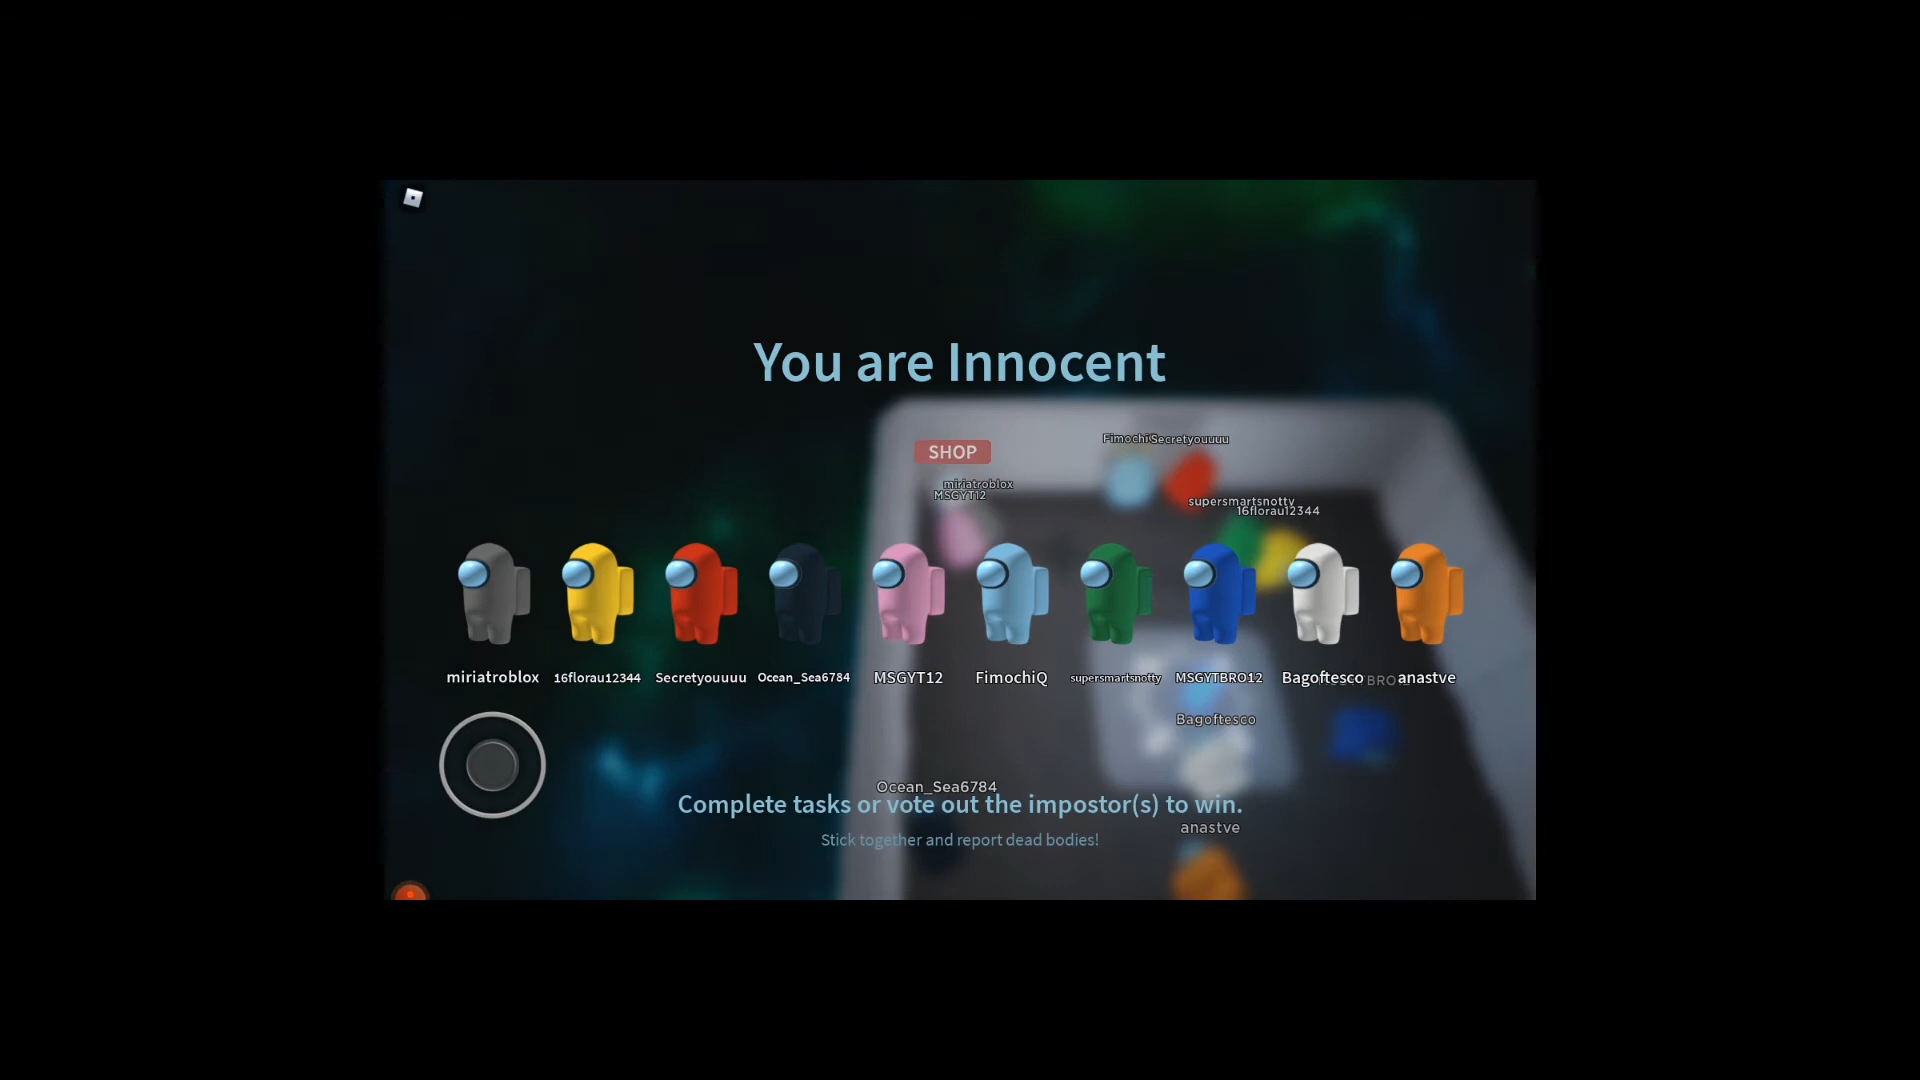 You are Innocent
FimochiQ Secretyouuuu
SHOP
miriatroblox
MSGYT12
supersmartsnotty
16florau12344
miriatroblox 16florau12344 Secretyouuuu Ocean_Sea6784 MSGYT12 FimochiQ supersmartsnotty MSGYTBRO12 Bagoftesco anastve
Bagoftesco
Ocean_Sea6784
Complete tasks or vote out the impostor(s) to win.
anastve
Stick together and report dead bodies!